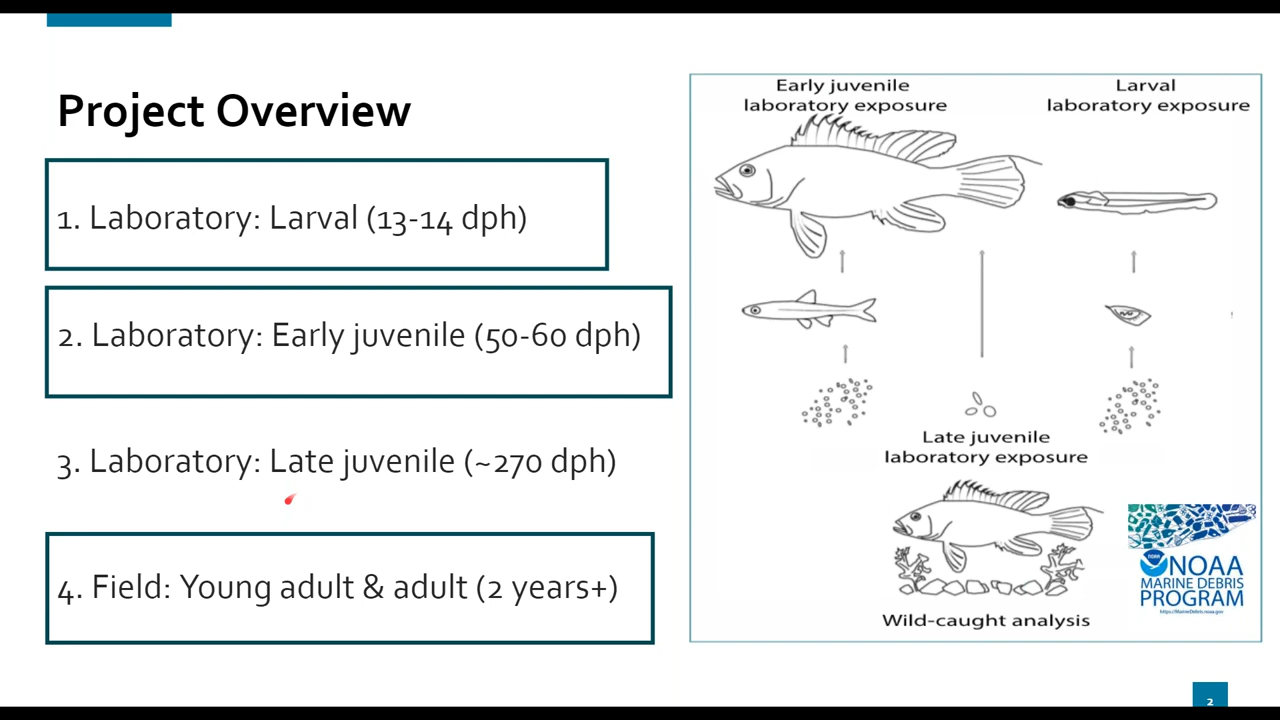 Project Overview
1. Laboratory: Larval (13-14 dph)
2. Laboratory: Early juvenile (50-60 dph)
3. Laboratory: Late juvenile (~270 dph)
4. Field: Young adult & adult (2 years+)
Early juvenile
laboratory exposure
Larval
laboratory exposure
Late juvenile
laboratory exposure
Wild-caught analysis
NOAA
MARINE DEBRIS
PROGRAM
https://MarineDebris.noaa.gov
2